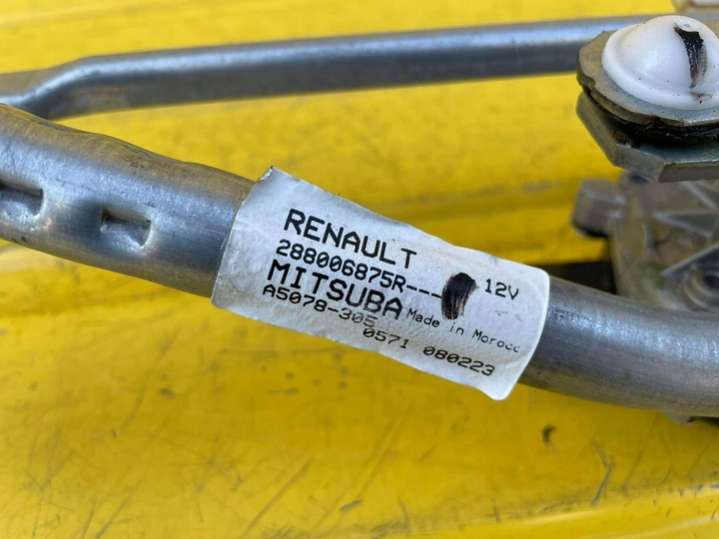 RENAULT
288006875R--- 12V
MITSUBA Made in Morocc
A5078-305
0571 080223